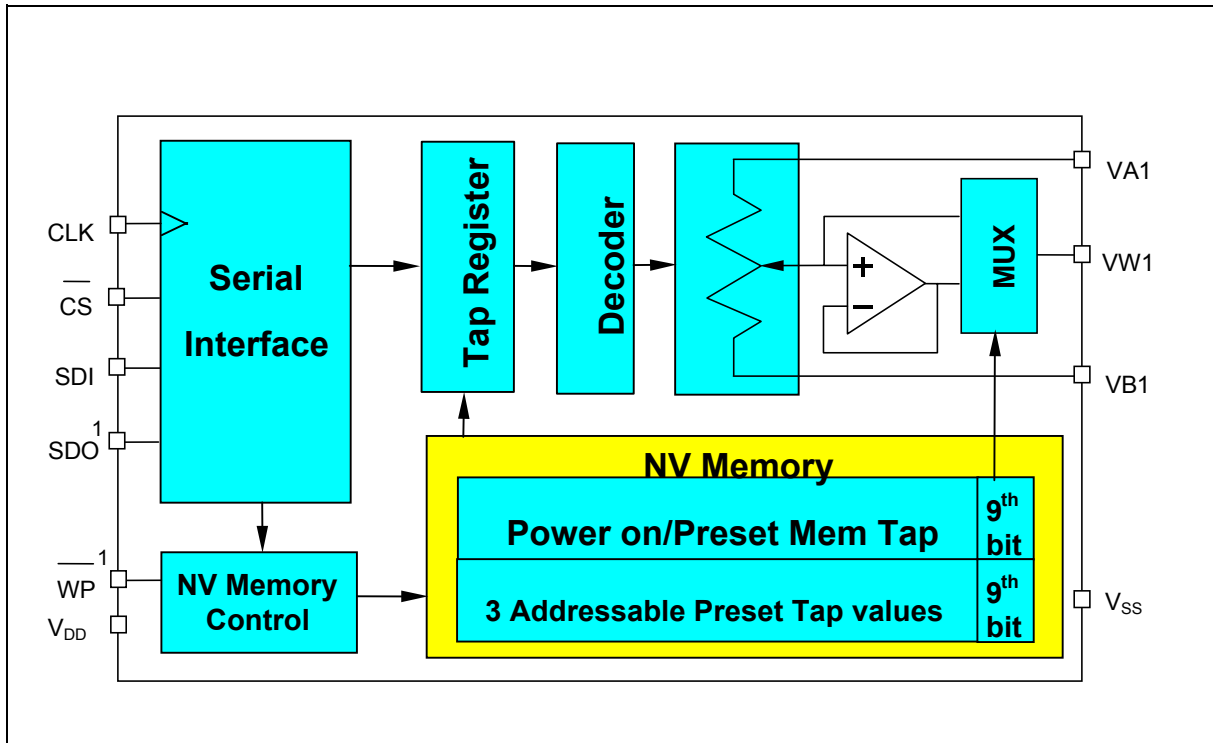 CLK
CS
SDI
SDO1
WP1
VDD
Serial
Interface
NV Memory
Control
Tap Register
Decoder
+
−
MUX
VA1
VW1
VB1
VSS
NV Memory
Power on/Preset Mem Tap
9th
bit
3 Addressable Preset Tap values
9th
bit